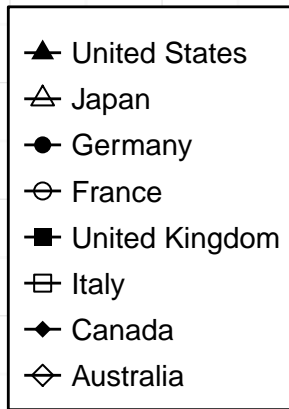 United States
Japan
Germany
France
United Kingdom
Italy
Canada
Australia